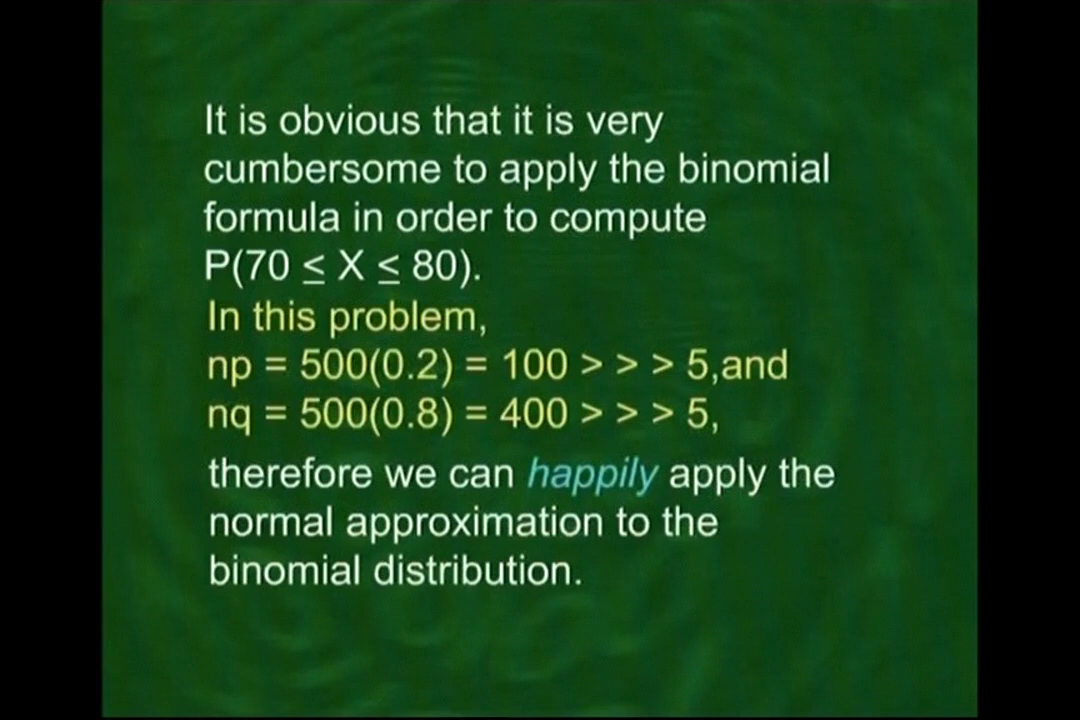 It is obvious that it is very
cumbersome to apply the binomial
formula in order to compute
P(70 ≤ X ≤ 80).
In this problem,
np = 500(0.2) = 100 > > > 5,and
nq = 500(0.8) = 400 > > > 5,
therefore we can happily apply the
normal approximation to the
binomial distribution.